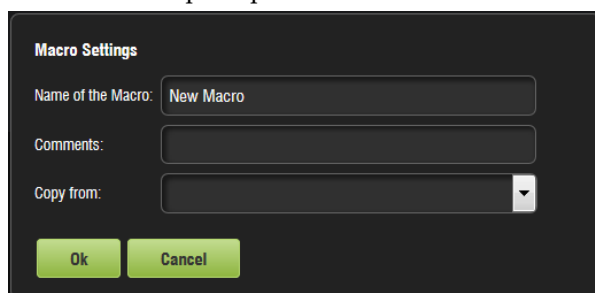 Macro Settings
Name of the Macro: New Macro
Comments:
Copy from:
Ok Cancel